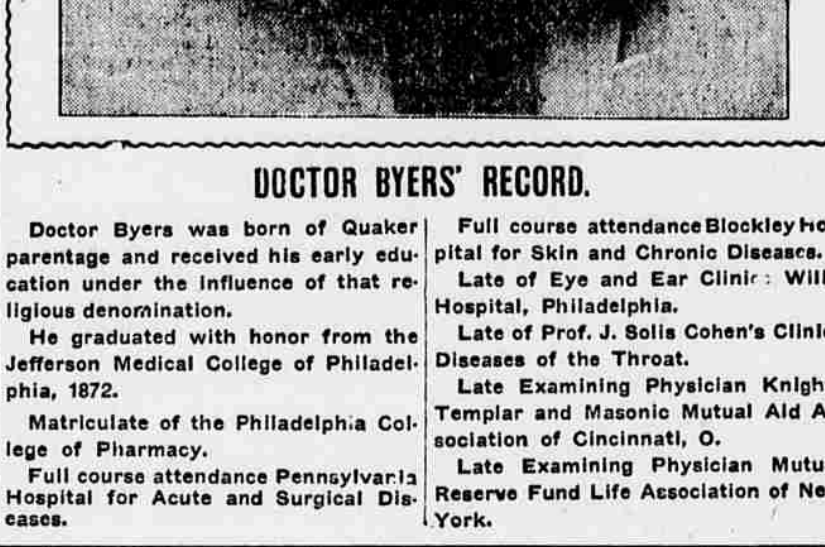 DOCTOR BYERS' RECORD.
Doctor Byers was born of Quaker
parentage and received his early edu-
cation under the influence of that re-
ligious denomination.
He graduated with honor from the
Jefferson Medical College of Philadel-
phia, 1872.
Matriculate of the Philadelphia Col-
lege of Pharmacy.
Full course attendance Pennsylvania
Hospital for Acute and Surgical Dis-
eases.
Full course attendance Blockley Ho
pital for Skin and Chronic Diseases.
Late of Eye and Ear Clinic: Will
Hospital, Philadelphia.
Late of Prof. J. Solis Cohen's Clini
Diseases of the Throat.
Late Examining Physician Knigh
Templar and Masonic Mutual Aid A
sociation of Cincinnati, O.
Late Examining Physician Mutu
Reserve Fund Life Association of Ne
York.